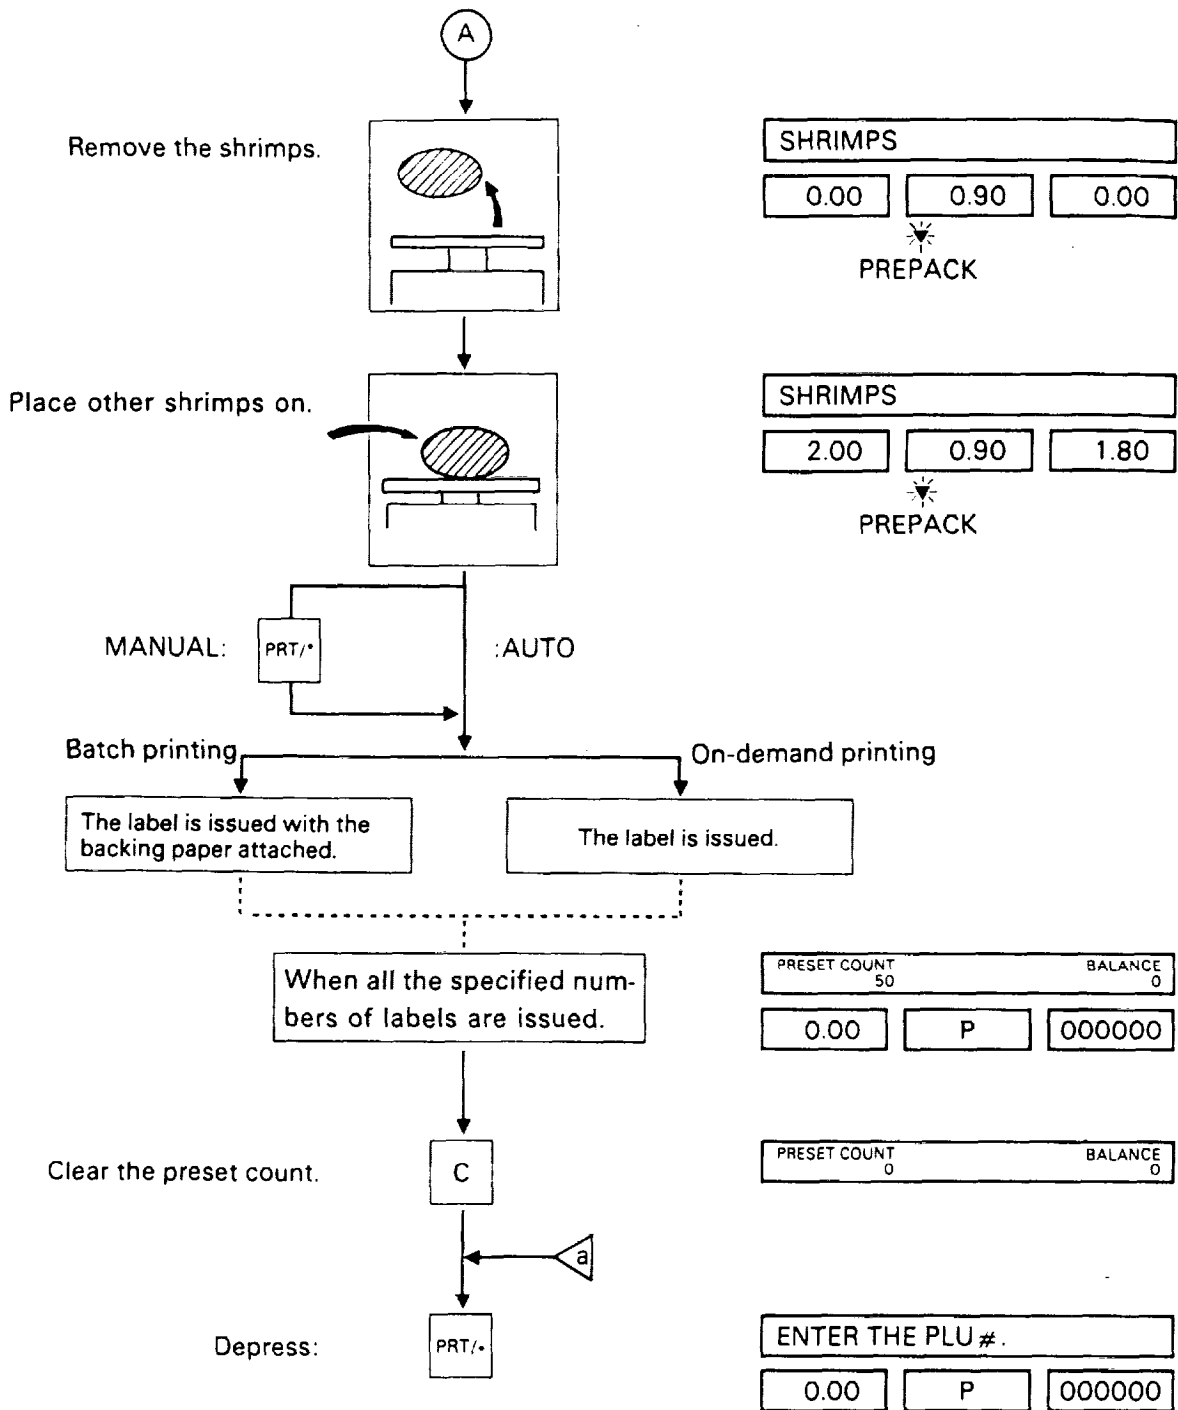 A
Remove the shrimps.
SHRIMPS
0.00 0.90 0.00
PREPACK
Place other shrimps on.
SHRIMPS
2.00 0.90 1.80
PREPACK
MANUAL: PRT/* :AUTO
Batch printing On-demand printing
The label is issued with the
backing paper attached.
The label is issued.
When all the specified num-
bers of labels are issued.
PRESET COUNT BALANCE
50 0
0.00 P 000000
Clear the preset count. C
PRESET COUNT BALANCE
0 0
a
Depress: PRT/*
ENTER THE PLU #.
0.00 P 000000